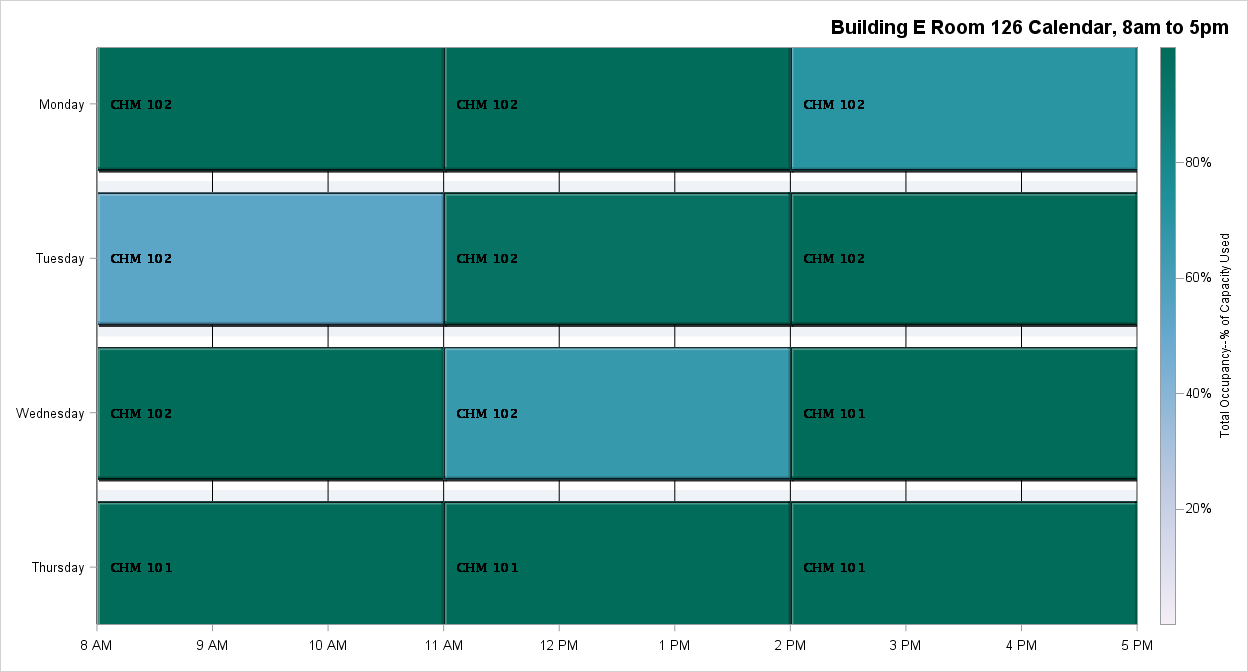 Building E Room 126 Calendar, 8am to 5pm
Monday
CHM 102
CHM 102
CHM 102
Tuesday
CHM 102
CHM 102
CHM 102
Wednesday
CHM 102
CHM 102
CHM 101
Thursday
CHM 101
CHM 101
CHM 101
8 AM
9 AM
10 AM
11 AM
12 PM
1 PM
2 PM
3 PM
4 PM
5 PM
80%
60%
40%
20%
Total Occupancy--% of Capacity Used